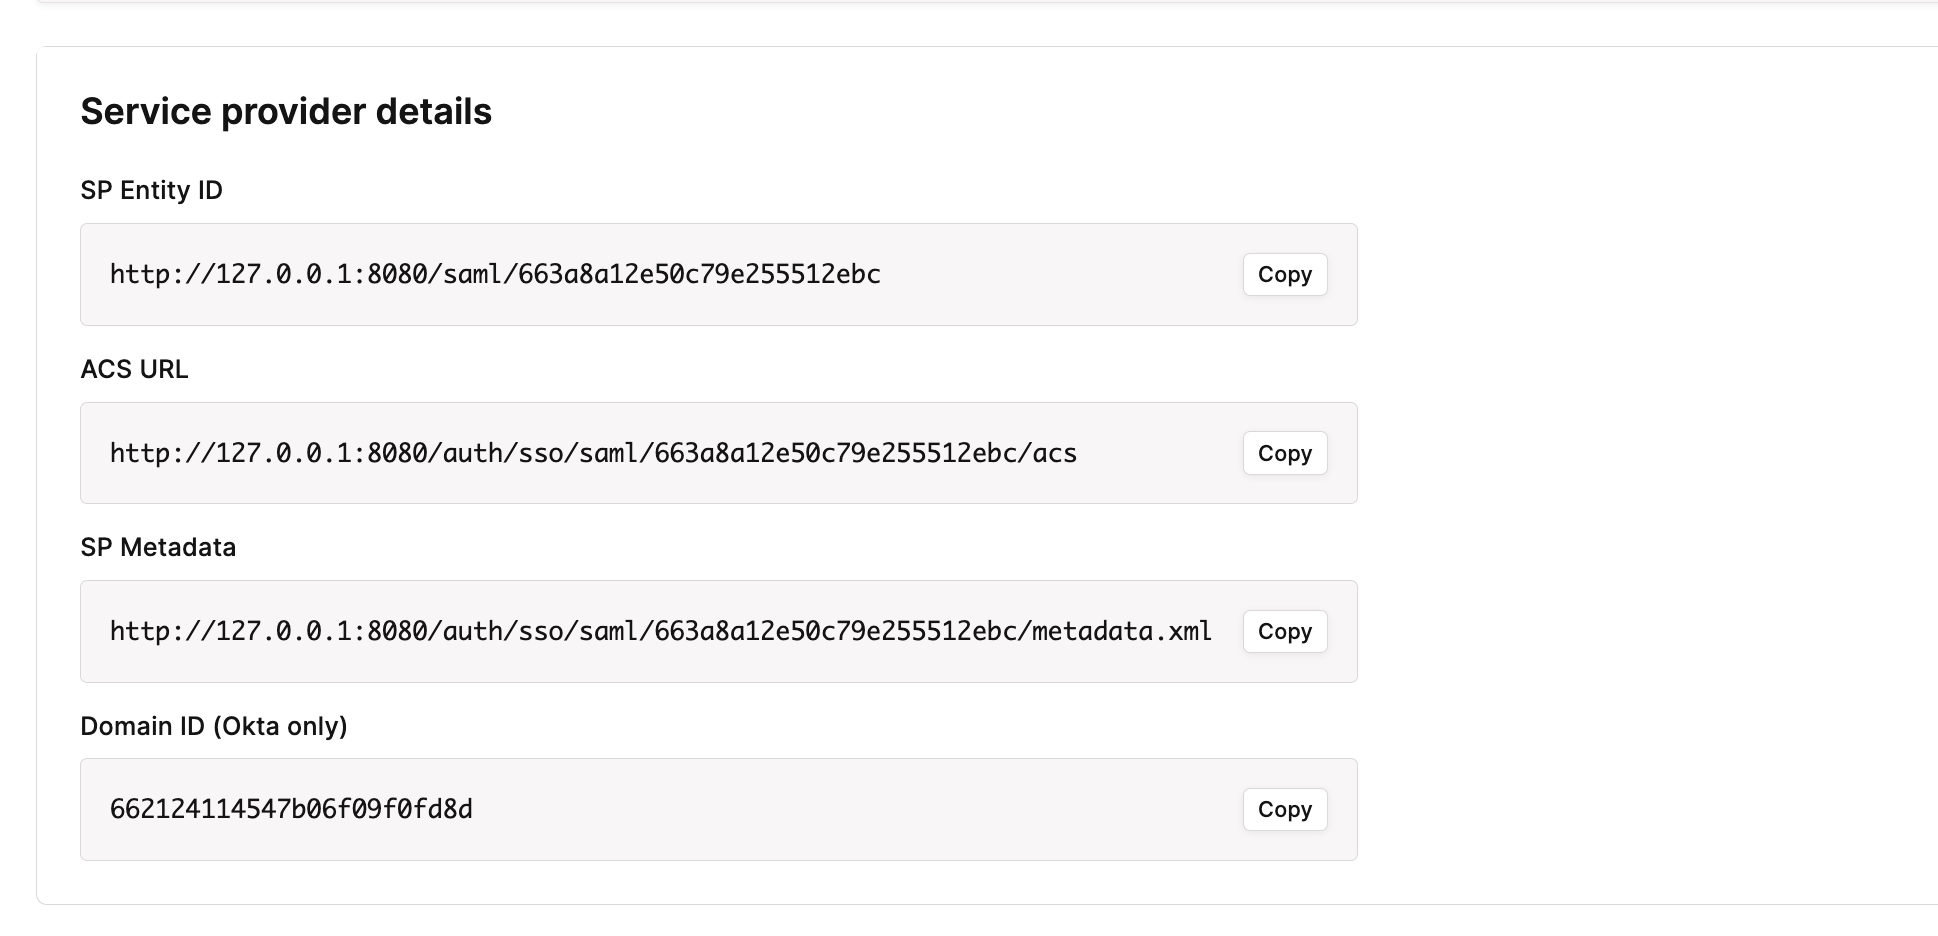 Service provider details
SP Entity ID
http://127.0.0.1:8080/saml/663a8a12e50c79e255512ebc
Copy
ACS URL
http://127.0.0.1:8080/auth/sso/saml/663a8a12e50c79e255512ebc/acs
Copy
SP Metadata
http://127.0.0.1:8080/auth/sso/saml/663a8a12e50c79e255512ebc/metadata.xml
Copy
Domain ID (Okta only)
662124114547b06f09f0fd8d
Copy